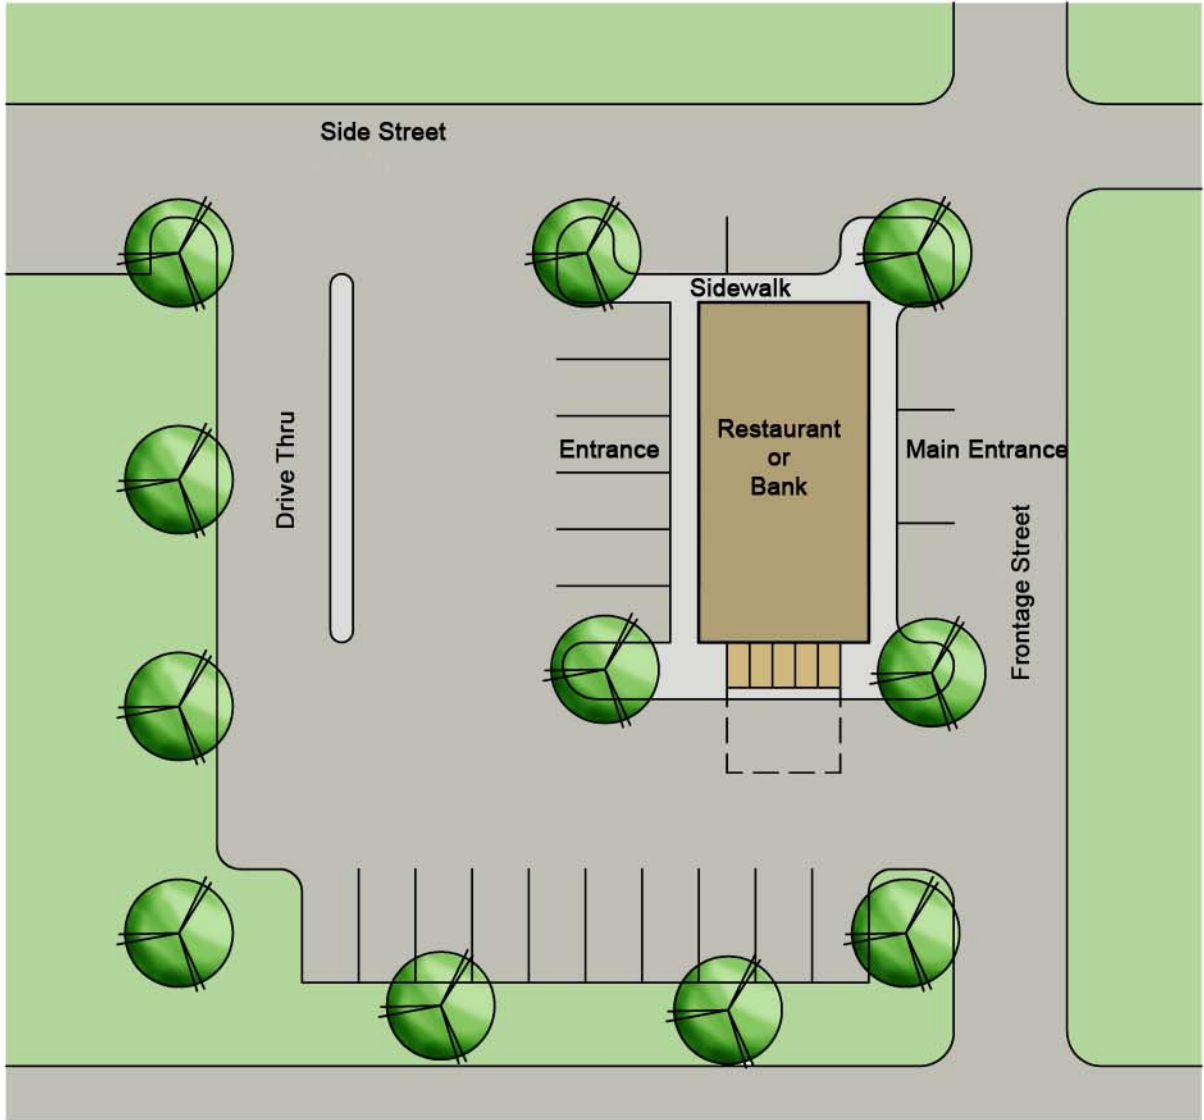 Side Street
Sidewalk
Restaurant
or
Bank
Entrance
Main Entrance
Drive Thru
Frontage Street